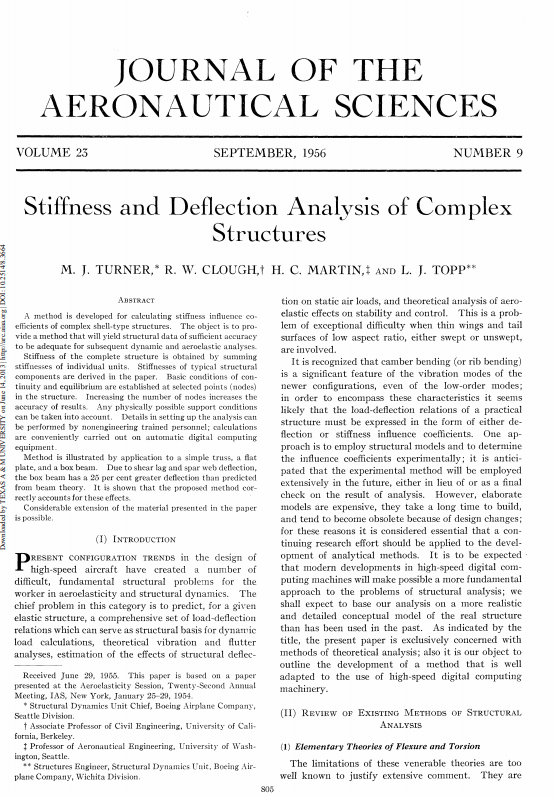 JOURNAL OF THE
AERONAUTICAL SCIENCES
VOLUME 23 SEPTEMBER, 1956 NUMBER 9
Stiffness and Deflection Analysis of Complex
Structures
M. J. TURNER,* R. W. CLOUGH,† H. C. MARTIN,‡ AND L. J. TOPP**
ABSTRACT
A method is developed for calculating stiffness influence co-
efficients of complex shell-type structures. The object is to pro-
vide a method that will yield structural data of sufficient accuracy
to be adequate for subsequent dynamic and aeroelastic analyses.
Stiffness of the complete structure is obtained by summing
stiffnesses of individual units. Stiffnesses of typical structural
components are derived in the paper. Basic conditions of con-
tinuity and equilibrium are established at selected points (nodes)
in the structure. Increasing the number of nodes increases the
accuracy of results. Any physically possible support conditions
can be taken into account. Details in setting up the analysis can
be performed by nonengineering trained personnel; calculations
are conveniently carried out on automatic digital computing
equipment.
Method is illustrated by application to a simple truss, a flat
plate, and a box beam. Due to shear lag and spar web deflection,
the box beam has a 25 per cent greater deflection than predicted
from beam theory. It is shown that the proposed method cor-
rectly accounts for these effects.
Considerable extension of the material presented in the paper
is possible.
(I) INTRODUCTION
PRESENT CONFIGURATION TRENDS in the design of
high-speed aircraft have created a number of
difficult, fundamental structural problems for the
worker in aeroelasticity and structural dynamics. The
chief problem in this category is to predict, for a given
elastic structure, a comprehensive set of load-deflection
relations which can serve as structural basis for dynamic
load calculations, theoretical vibration and flutter
analyses, estimation of the effects of structural deflec-
Received June 29, 1955. This paper is based on a paper
presented at the Aeroelasticity Session, Twenty-Second Annual
Meeting, IAS, New York, January 25–29, 1954.
* Structural Dynamics Unit Chief, Boeing Airplane Company,
Seattle Division.
† Associate Professor of Civil Engineering, University of Cali-
fornia, Berkeley.
‡ Professor of Aeronautical Engineering, University of Wash-
ington, Seattle.
** Structures Engineer, Structural Dynamics Unit, Boeing Air-
plane Company, Wichita Division.
tion on static air loads, and theoretical analysis of aero-
elastic effects on stability and control. This is a prob-
lem of exceptional difficulty when thin wings and tail
surfaces of low aspect ratio, either swept or unswept,
are involved.
It is recognized that camber bending (or rib bending)
is a significant feature of the vibration modes of the
newer configurations, even of the low-order modes;
in order to encompass these characteristics it seems
likely that the load-deflection relations of a practical
structure must be expressed in the form of either de-
flection or stiffness influence coefficients. One ap-
proach is to employ structural models and to determine
the influence coefficients experimentally; it is antici-
pated that the experimental method will be employed
extensively in the future, either in lieu of or as a final
check on the result of analysis. However, elaborate
models are expensive, they take a long time to build,
and tend to become obsolete because of design changes;
for these reasons it is considered essential that a con-
tinuing research effort should be applied to the devel-
opment of analytical methods. It is to be expected
that modern developments in high-speed digital com-
puting machines will make possible a more fundamental
approach to the problems of structural analysis; we
shall expect to base our analysis on a more realistic
and detailed conceptual model of the real structure
than has been used in the past. As indicated by the
title, the present paper is exclusively concerned with
methods of theoretical analysis; also it is our object to
outline the development of a method that is well
adapted to the use of high-speed digital computing
machinery.
(II) REVIEW OF EXISTING METHODS OF STRUCTURAL
ANALYSIS
(1) Elementary Theories of Flexure and Torsion
The limitations of these venerable theories are too
well known to justify extensive comment. They are
805
Downloaded by TEXAS A & M UNIVERSITY on June 14, 2013 | http://arc.aiaa.org | DOI: 10.2514/8.3664